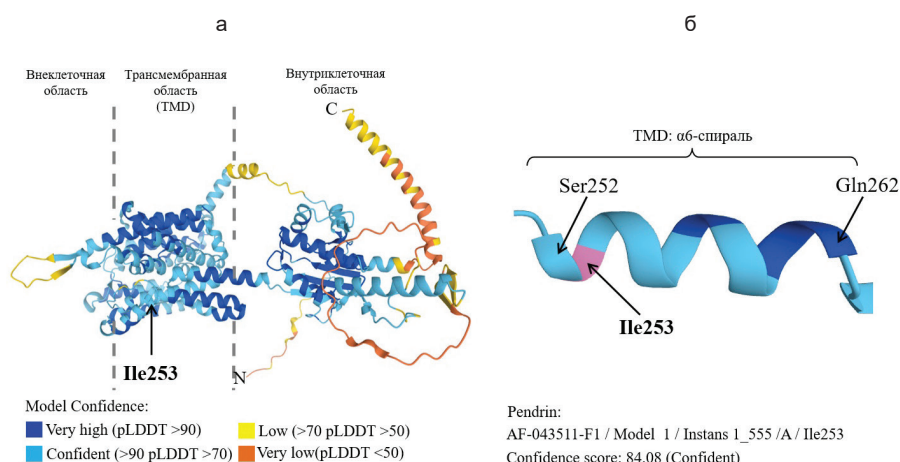 а
б
Внеклеточная
область
Трансмембранная
область
(TMD)
Внутриклеточная
область
C
N
Ile253
TMD: α6-спираль
Ser252
Gln262
Ile253
Model Confidence:
Very high (pLDDT >90)
Low (>70 pLDDT >50)
Confident (>90 pLDDT >70)
Very low(pLDDT <50)
Pendrin:
AF-043511-F1 / Model 1 / Instans 1_555 /A / Ile253
Confidence score: 84.08 (Confident)